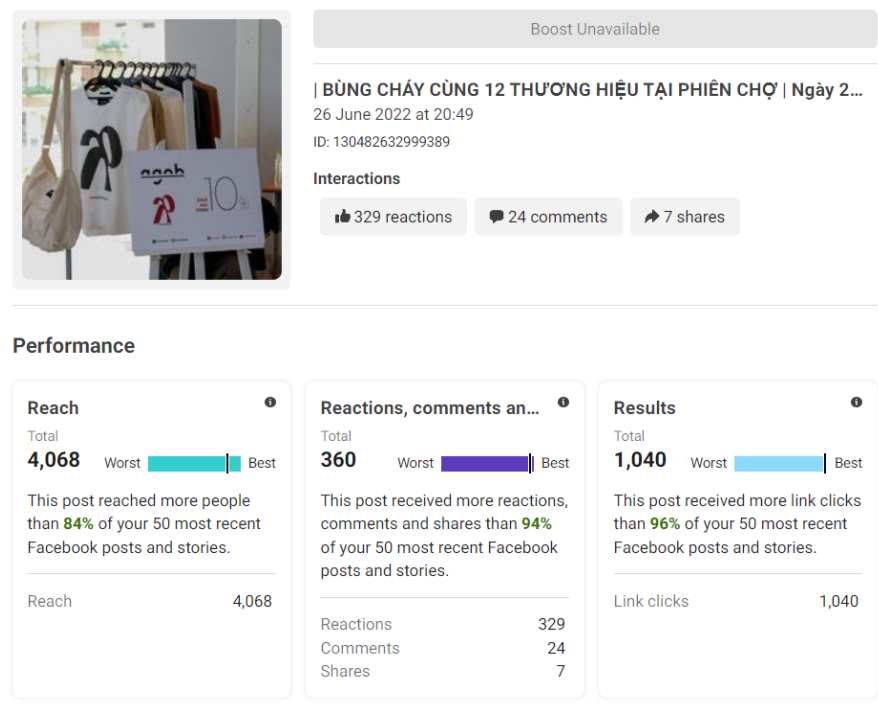 agob
10%
Boost Unavailable
| BÙNG CHÁY CÙNG 12 THƯƠNG HIỆU TẠI PHIÊN CHỢ | Ngày 2...
26 June 2022 at 20:49
ID: 130482632999389
Interactions
329 reactions 24 comments 7 shares
Performance
Reach
Total
4,068 Worst Best
This post reached more people
than 84% of your 50 most recent
Facebook posts and stories.
Reach 4,068
Reactions, comments an...
Total
360 Worst Best
This post received more reactions,
comments and shares than 94%
of your 50 most recent Facebook
posts and stories.
Reactions 329
Comments 24
Shares 7
Results
Total
1,040 Worst Best
This post received more link clicks
than 96% of your 50 most recent
Facebook posts and stories.
Link clicks 1,040